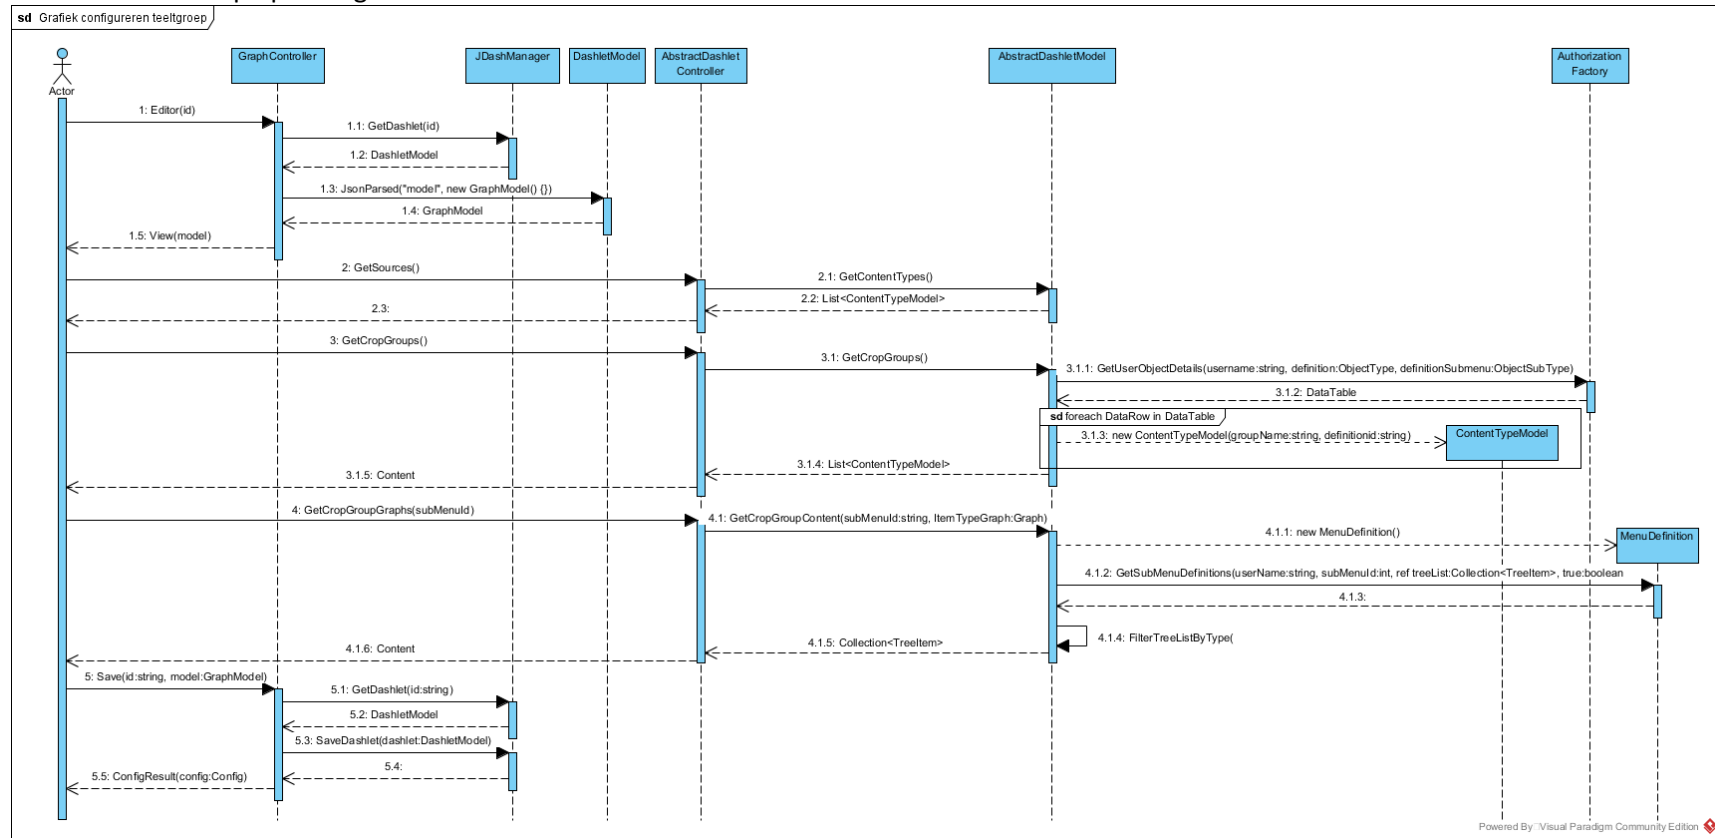 sd Grafiek configureren teeltgroep
Actor
GraphController
JDashManager
DashletModel
AbstractDashlet
Controller
AbstractDashletModel
Authorization
Factory
1: Editor(id)
1.1: GetDashlet(id)
1.2: DashletModel
1.3: JsonParsed("model", new GraphModel() {})
1.4: GraphModel
1.5: View(model)
2: GetSources()
2.1: GetContentTypes()
2.2: List<ContentTypeModel>
2.3:
3: GetCropGroups()
3.1: GetCropGroups()
3.1.1: GetUserObjectDetails(username:string, definition:ObjectType, definitionSubmenu:ObjectSubType)
3.1.2: DataTable
sd foreach DataRow in DataTable
3.1.3: new ContentTypeModel(groupName:string, definitionid:string)
ContentTypeModel
3.1.4: List<ContentTypeModel>
3.1.5: Content
4: GetCropGroupGraphs(subMenuId)
4.1: GetCropGroupContent(subMenuId:string, ItemTypeGraph:Graph)
4.1.1: new MenuDefinition()
MenuDefinition
4.1.2: GetSubMenuDefinitions(userName:string, subMenuId:int, ref treeList:Collection<TreeItem>, true:boolean
4.1.3:
4.1.4: FilterTreeListByType(
4.1.5: Collection<TreeItem>
4.1.6: Content
5: Save(id:string, model:GraphModel)
5.1: GetDashlet(id:string)
5.2: DashletModel
5.3: SaveDashlet(dashlet:DashletModel)
5.4:
5.5: ConfigResult(config:Config)
Powered By Visual Paradigm Community Edition